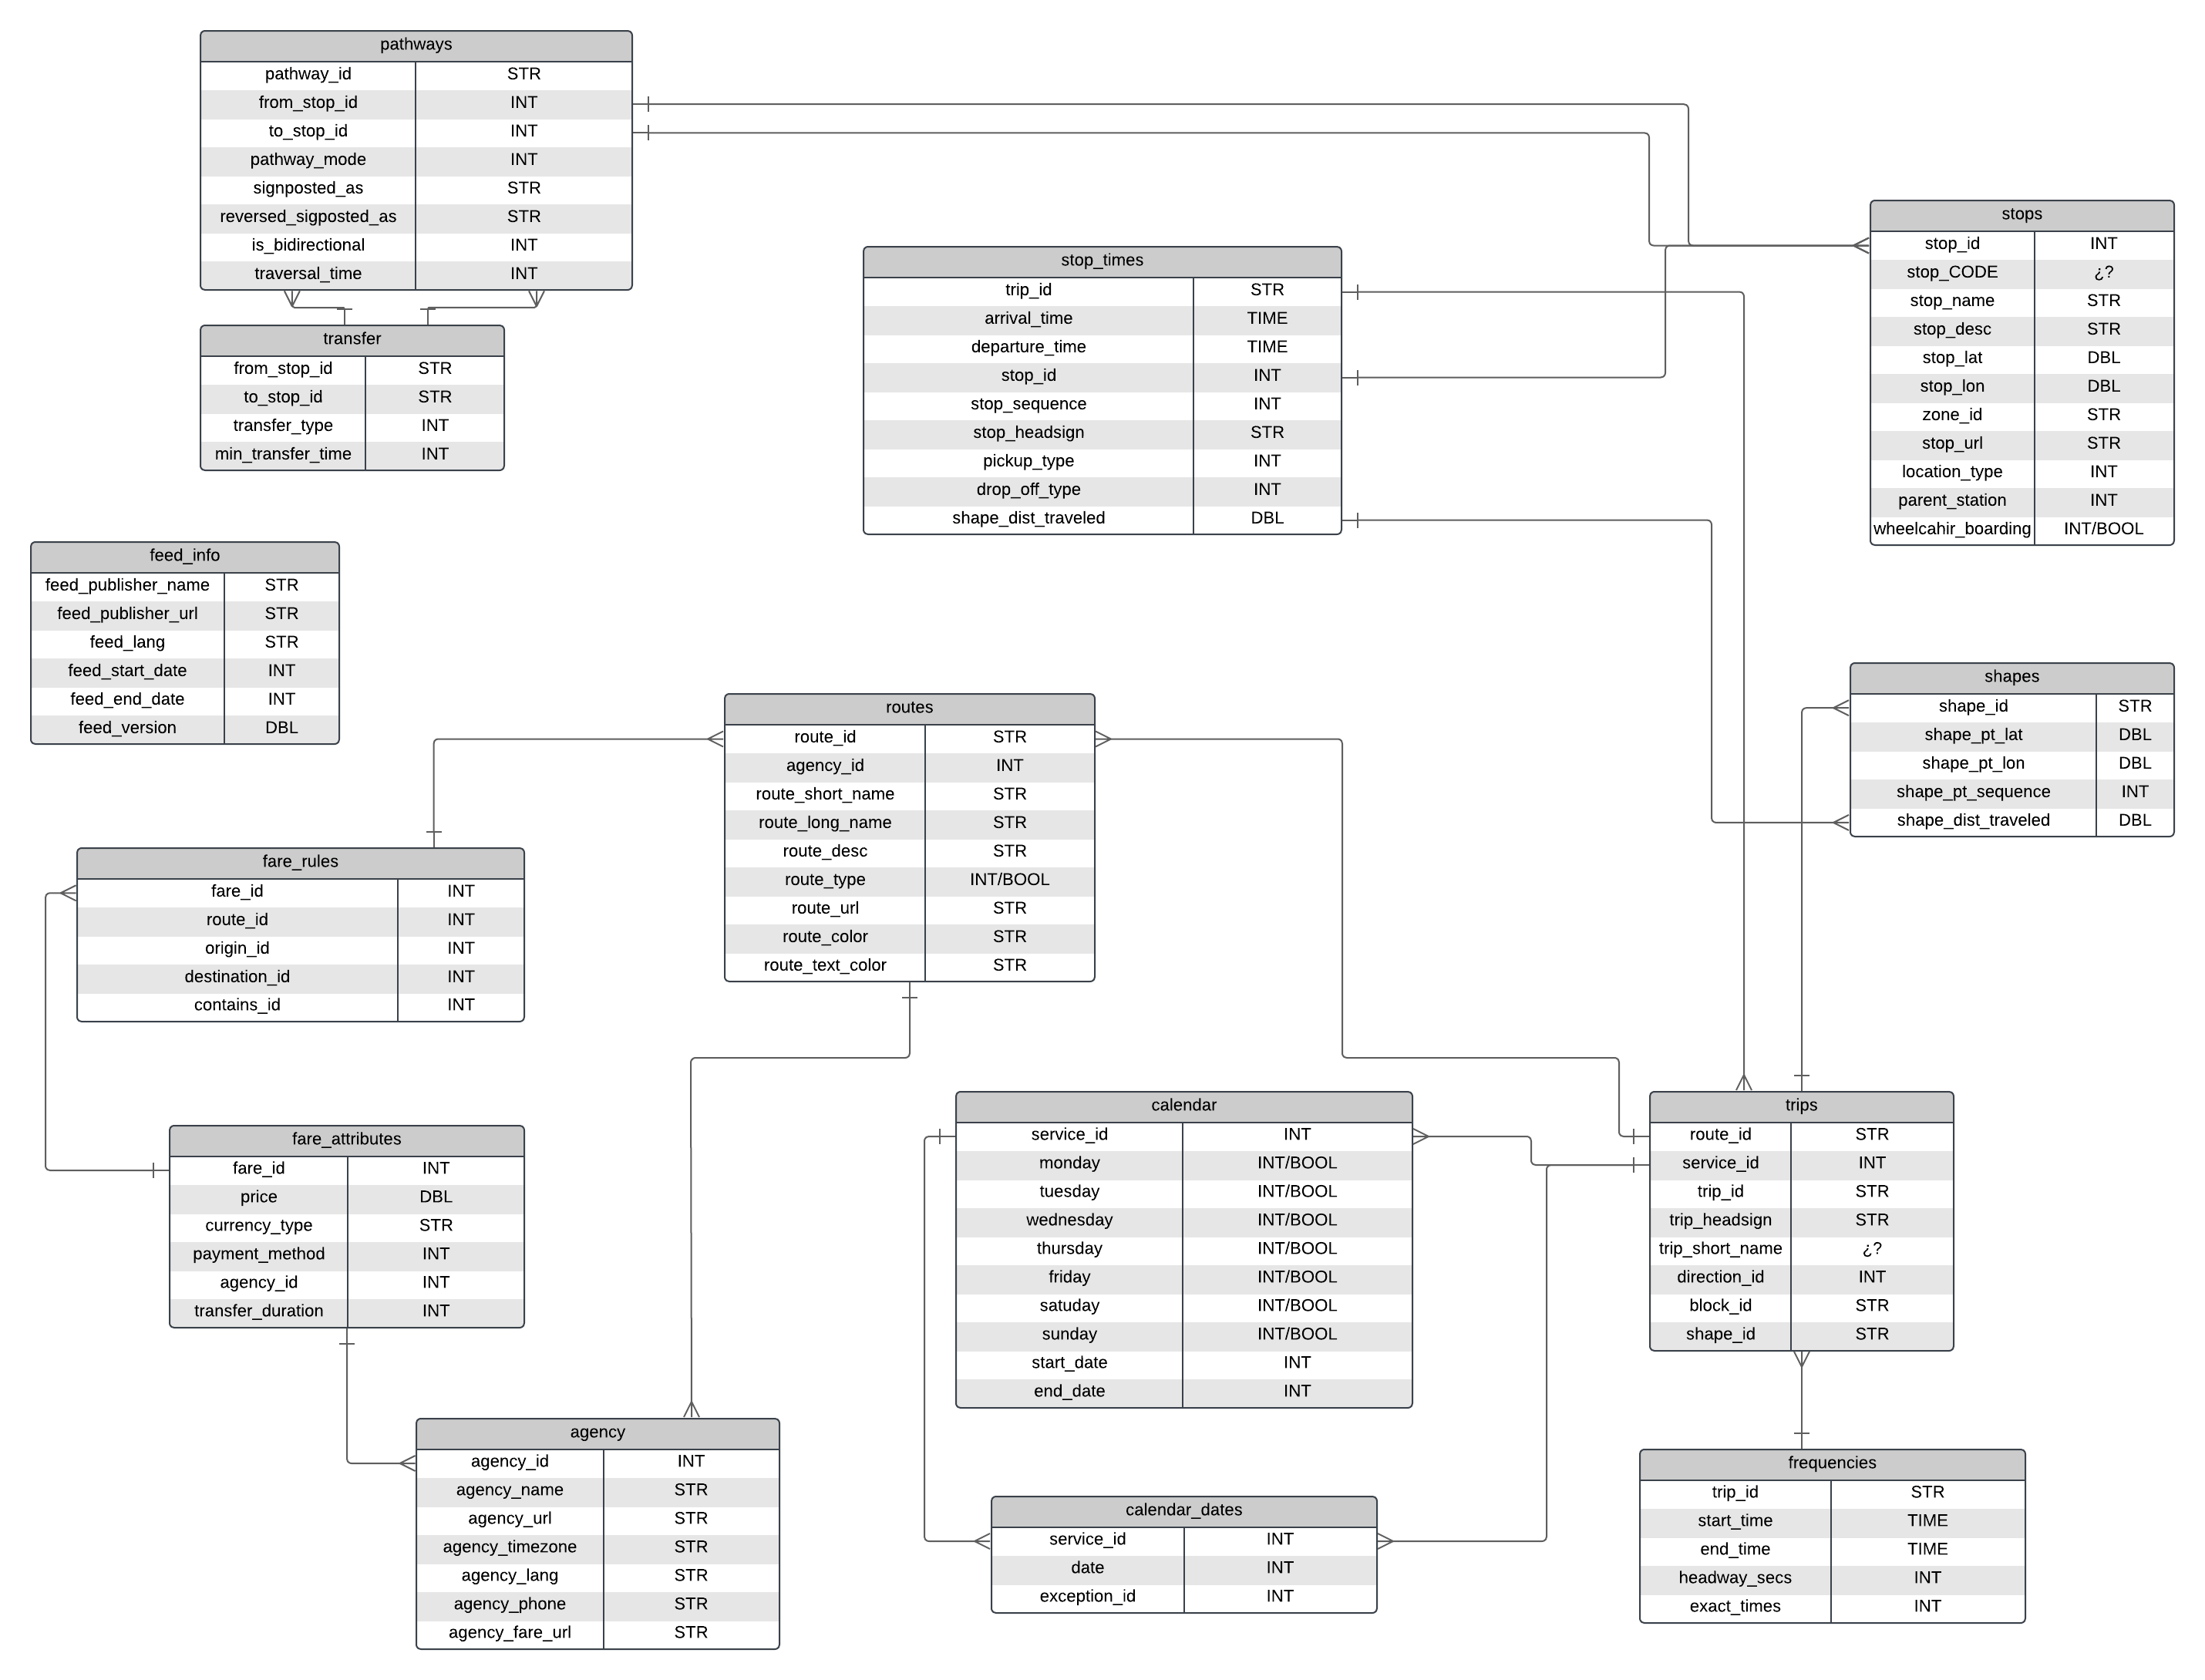 pathways
pathway_id STR
from_stop_id INT
to_stop_id INT
pathway_mode INT
signposted_as STR
reversed_sigposted_as STR
is_bidirectional INT
traversal_time INT
transfer
from_stop_id STR
to_stop_id STR
transfer_type INT
min_transfer_time INT
stop_times
trip_id STR
arrival_time TIME
departure_time TIME
stop_id INT
stop_sequence INT
stop_headsign STR
pickup_type INT
drop_off_type INT
shape_dist_traveled DBL
stops
stop_id INT
stop_CODE ¿?
stop_name STR
stop_desc STR
stop_lat DBL
stop_lon DBL
zone_id STR
stop_url STR
location_type INT
parent_station INT
wheelcahir_boarding INT/BOOL
feed_info
feed_publisher_name STR
feed_publisher_url STR
feed_lang STR
feed_start_date INT
feed_end_date INT
feed_version DBL
routes
route_id STR
agency_id INT
route_short_name STR
route_long_name STR
route_desc STR
route_type INT/BOOL
route_url STR
route_color STR
route_text_color STR
shapes
shape_id STR
shape_pt_lat DBL
shape_pt_lon DBL
shape_pt_sequence INT
shape_dist_traveled DBL
fare_rules
fare_id INT
route_id INT
origin_id INT
destination_id INT
contains_id INT
fare_attributes
fare_id INT
price DBL
currency_type STR
payment_method INT
agency_id INT
transfer_duration INT
calendar
service_id INT
monday INT/BOOL
tuesday INT/BOOL
wednesday INT/BOOL
thursday INT/BOOL
friday INT/BOOL
satuday INT/BOOL
sunday INT/BOOL
start_date INT
end_date INT
trips
route_id STR
service_id INT
trip_id STR
trip_headsign STR
trip_short_name ¿?
direction_id INT
block_id STR
shape_id STR
agency
agency_id INT
agency_name STR
agency_url STR
agency_timezone STR
agency_lang STR
agency_phone STR
agency_fare_url STR
calendar_dates
service_id INT
date INT
exception_id INT
frequencies
trip_id STR
start_time TIME
end_time TIME
headway_secs INT
exact_times INT